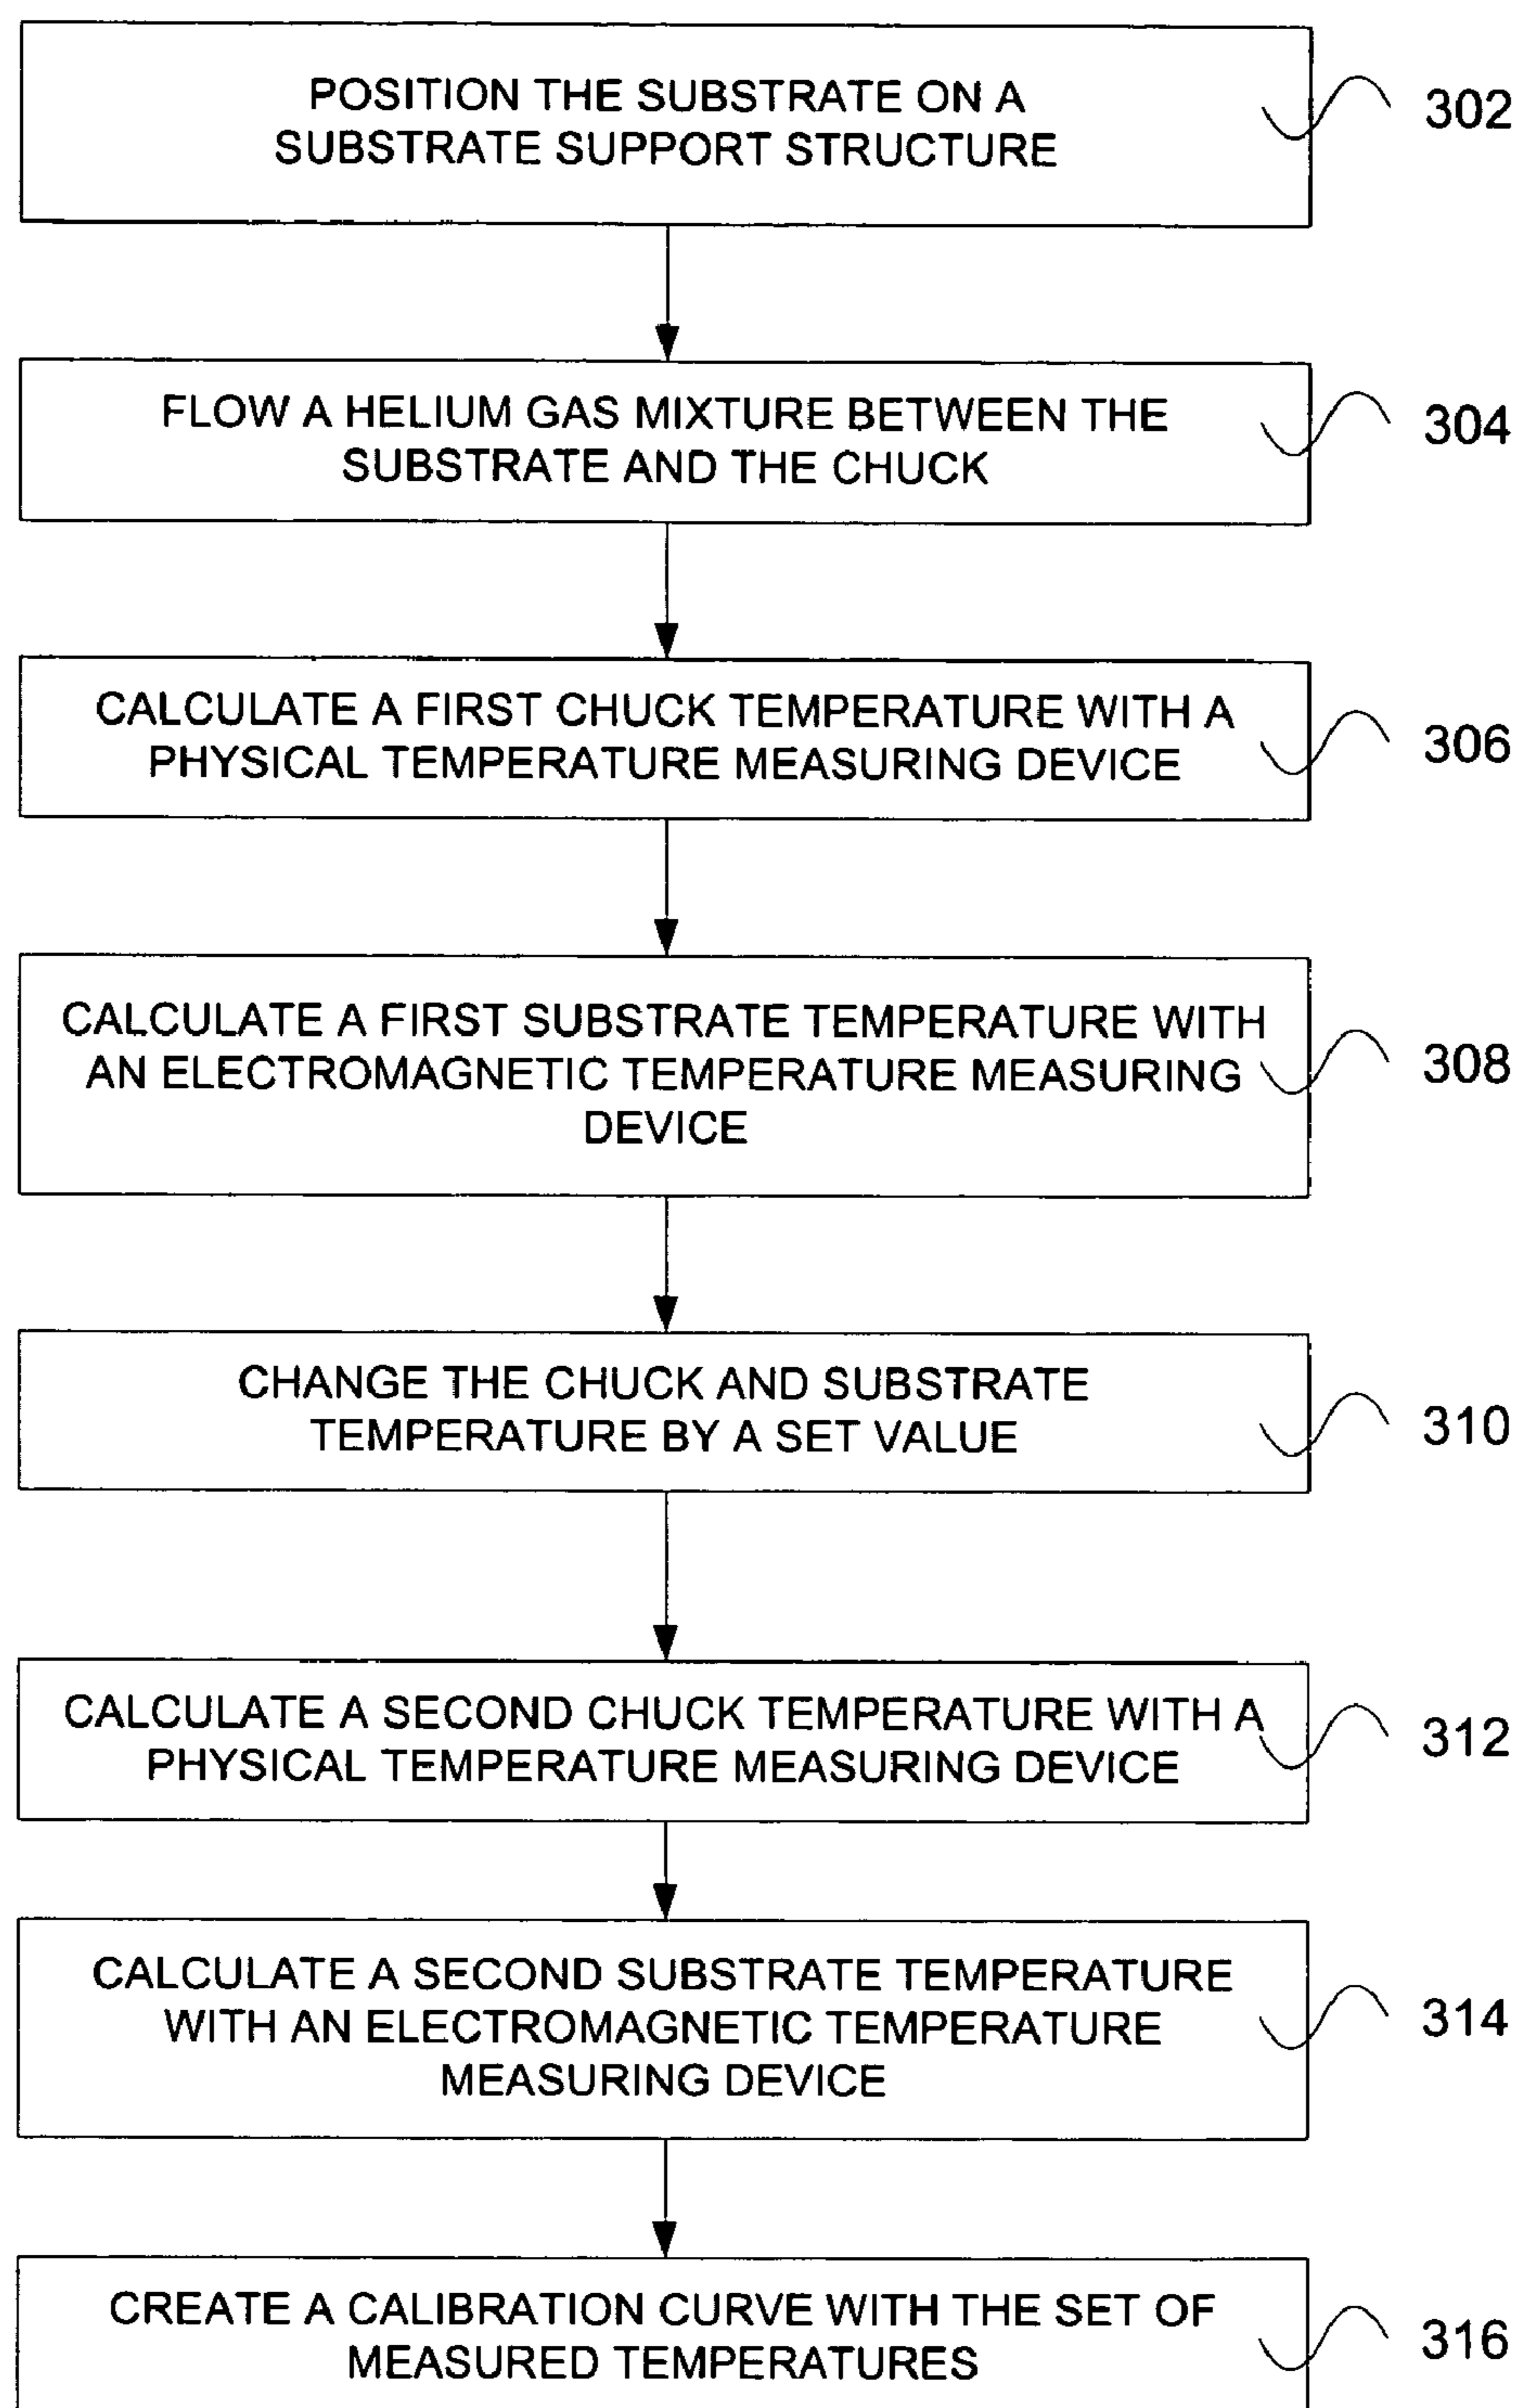 POSITION THE SUBSTRATE ON A
SUBSTRATE SUPPORT STRUCTURE
302
FLOW A HELIUM GAS MIXTURE BETWEEN THE
SUBSTRATE AND THE CHUCK
304
CALCULATE A FIRST CHUCK TEMPERATURE WITH A
PHYSICAL TEMPERATURE MEASURING DEVICE
306
CALCULATE A FIRST SUBSTRATE TEMPERATURE WITH
AN ELECTROMAGNETIC TEMPERATURE MEASURING
DEVICE
308
CHANGE THE CHUCK AND SUBSTRATE
TEMPERATURE BY A SET VALUE
310
CALCULATE A SECOND CHUCK TEMPERATURE WITH A
PHYSICAL TEMPERATURE MEASURING DEVICE
312
CALCULATE A SECOND SUBSTRATE TEMPERATURE
WITH AN ELECTROMAGNETIC TEMPERATURE
MEASURING DEVICE
314
CREATE A CALIBRATION CURVE WITH THE SET OF
MEASURED TEMPERATURES
316